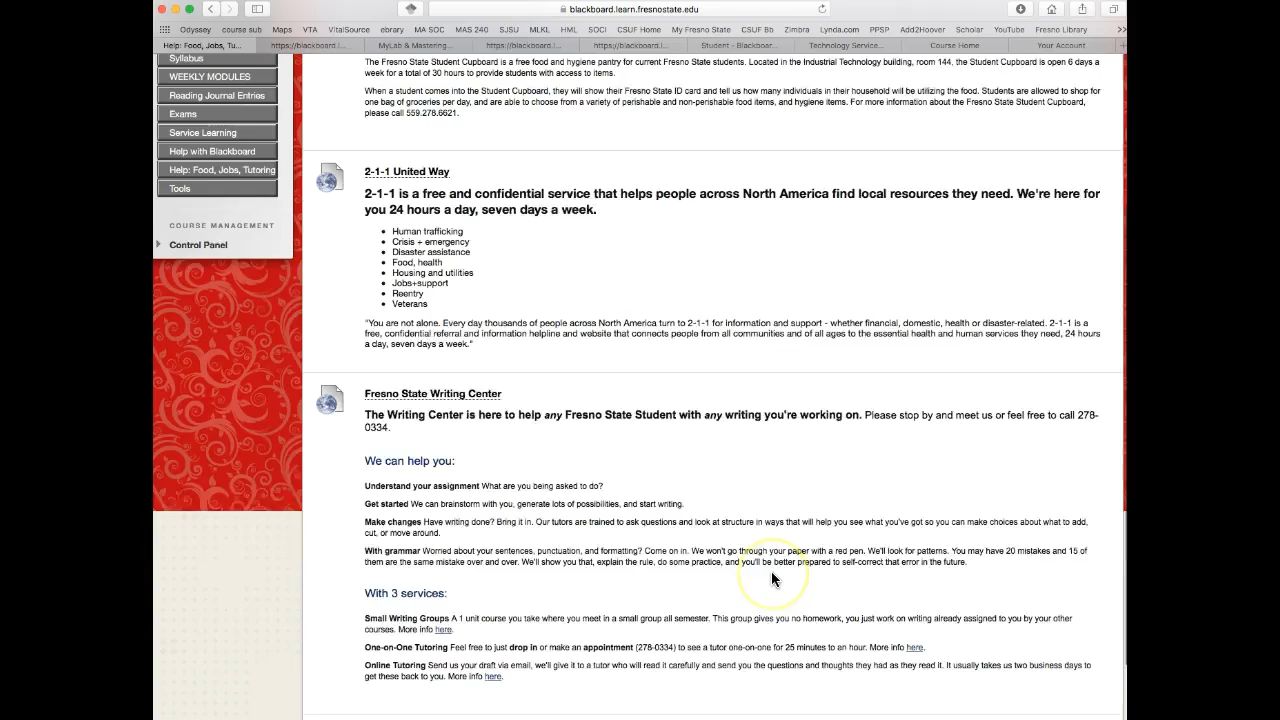 blackboard.learn.fresnostate.edu
Odyssey course sub Maps VTA VitalSource ebrary MA SOC MAS 240 SJSU MLKL HML SOCI CSUF Home My Fresno State CSUF Bb Zimbra Lynda.com PPSP Add2Hoover Scholar YouTube Fresno Library >>
Help: Food, Jobs, Tu... https://blackboard.l... MyLab & Mastering... https://blackboard.l... https://blackboard.l... Student - Blackboar... Technology Service... Course Home Your Account
Syllabus
WEEKLY MODULES
Reading Journal Entries
Exams
Service Learning
Help with Blackboard
Help: Food, Jobs, Tutoring
Tools
COURSE MANAGEMENT
Control Panel
The Fresno State Student Cupboard is a free food and hygiene pantry for current Fresno State students. Located in the Industrial Technology building, room 144, the Student Cupboard is open 6 days a
week for a total of 30 hours to provide students with access to items.
When a student comes into the Student Cupboard, they will show their Fresno State ID card and tell us how many individuals in their household will be utilizing the food. Students are allowed to shop for
one bag of groceries per day, and are able to choose from a variety of perishable and non-perishable food items, and hygiene items. For more information about the Fresno State Student Cupboard,
please call 559.278.6621.
2-1-1 United Way
2-1-1 is a free and confidential service that helps people across North America find local resources they need. We're here for
you 24 hours a day, seven days a week.
Human trafficking
Crisis + emergency
Disaster assistance
Food, health
Housing and utilities
Jobs+support
Reentry
Veterans
"You are not alone. Every day thousands of people across North America turn to 2-1-1 for information and support - whether financial, domestic, health or disaster-related. 2-1-1 is a
free, confidential referral and information helpline and website that connects people from all communities and of all ages to the essential health and human services they need, 24 hours
a day, seven days a week."
Fresno State Writing Center
The Writing Center is here to help any Fresno State Student with any writing you're working on. Please stop by and meet us or feel free to call 278-
0334.
We can help you:
Understand your assignment What are you being asked to do?
Get started We can brainstorm with you, generate lots of possibilities, and start writing.
Make changes Have writing done? Bring it in. Our tutors are trained to ask questions and look at structure in ways that will help you see what you've got so you can make choices about what to add,
cut, or move around.
With grammar Worried about your sentences, punctuation, and formatting? Come on in. We won't go through your paper with a red pen. We'll look for patterns. You may have 20 mistakes and 15 of
them are the same mistake over and over. We'll show you that, explain the rule, do some practice, and you'll be better prepared to self-correct that error in the future.
With 3 services:
Small Writing Groups A 1 unit course you take where you meet in a small group all semester. This group gives you no homework, you just work on writing already assigned to you by your other
courses. More info here.
One-on-One Tutoring Feel free to just drop in or make an appointment (278-0334) to see a tutor one-on-one for 25 minutes to an hour. More info here.
Online Tutoring Send us your draft via email, we'll give it to a tutor who will read it carefully and send you the questions and thoughts they had as they read it. It usually takes us two business days to
get these back to you. More info here.